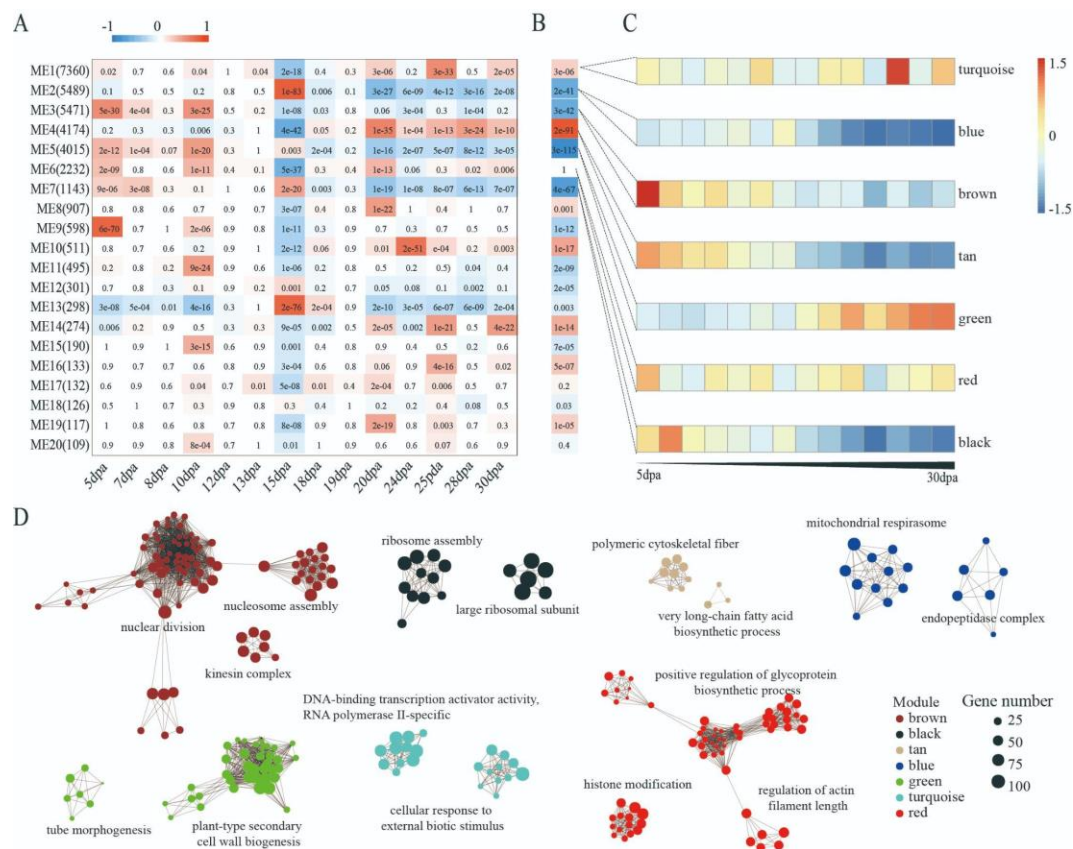 A
B
C
-1 0 1
ME1(7360) 0.02 0.7 0.6 0.04 1 0.04 2e-18 0.4 0.3 3e-06 0.2 3e-33 0.5 2e-05 3e-06
ME2(5489) 0.1 0.5 0.5 0.2 0.8 0.5 1e-83 0.006 0.1 3e-27 6e-09 4e-12 3e-16 2e-08 2e-41
ME3(5471) 5e-30 4e-04 0.3 3e-25 0.5 0.2 1e-08 0.03 0.8 0.06 3e-04 0.3 1e-04 0.2 3e-42
ME4(4174) 0.2 0.3 0.3 0.006 0.3 1 4e-42 0.05 0.2 1e-35 1e-04 1e-13 3e-24 1e-10 2e-91
ME5(4015) 2e-12 1e-04 0.07 1e-20 0.3 1 0.003 2e-04 0.2 1e-16 2e-07 5e-07 8e-12 3e-05 3e-115
ME6(2232) 2e-09 0.8 0.6 1e-11 0.4 0.1 5e-37 0.2 0.4 1e-13 0.06 0.3 0.02 0.006 1
ME7(1143) 9e-06 3e-08 0.3 0.1 1 0.6 2e-20 0.003 0.3 1e-19 1e-08 8e-07 6e-13 7e-07 4e-67
ME8(907) 0.8 0.8 0.6 0.7 0.9 0.7 3e-07 0.4 0.8 1e-22 1 0.4 1 0.7 0.001
ME9(598) 6e-70 0.7 1 2e-06 0.9 0.8 1e-11 0.3 0.9 0.7 0.3 0.7 0.5 0.7 1e-12
ME10(511) 0.8 0.7 0.6 0.2 1 0.9 2e-12 0.06 0.9 0.01 2e-51 e-04 0.2 0.003 1e-17
ME11(495) 0.2 0.8 0.2 9e-24 1 0.6 1e-06 0.2 0.8 0.5 0.2 0.5) 0.04 0.4 2e-09
ME12(301) 0.6 0.8 0.7 0.1 0.9 0.2 0.001 0.2 0.7 0.05 0.08 0.1 0.002 0.1 2e-05
ME13(298) 3e-08 5e-04 0.01 4e-16 0.3 1 2e-76 2e-04 0.9 2e-10 3e-05 6e-07 9e-09 2e-04 0.003
ME14(274) 0.006 0.2 0.9 0.5 0.3 0.3 9e-05 0.002 0.5 2e-05 0.002 1e-21 0.5 4e-22 1e-14
ME15(190) 1 0.9 1 3e-15 0.6 0.9 0.001 0.4 0.9 0.5 0.4 0.9 0.3 0.6 7e-05
ME16(133) 0.9 0.9 0.7 0.7 0.6 0.8 3e-04 0.6 0.8 0.06 0.9 4e-16 0.5 0.02 5e-07
ME17(132) 0.6 0.9 0.6 0.04 0.7 0.01 5e-08 0.01 0.4 2e-04 0.7 0.006 0.5 0.7 0.2
ME18(126) 0.5 1 0.7 0.3 0.9 0.8 0.3 0.4 1 0.2 0.2 0.4 0.08 0.5 0.03
ME19(117) 1 0.8 0.6 0.8 0.7 0.7 8e-08 0.5 0.7 2e-19 0.8 0.003 0.7 0.3 1e-05
ME20(109) 0.9 0.9 0.8 8e-04 0.7 1 0.01 1 0.9 0.6 0.6 0.07 0.6 0.9 0.4
5dpa 7dpa 8dpa 10dpa 12dpa 13dpa 15dpa 18dpa 19dpa 20dpa 24dpa 25pda 28dpa 30dpa
turquoise
blue
brown
tan
green
red
black
5dpa 30dpa
1.5
0
-1.5
D
nuclear division
nucleosome assembly
kinesin complex
ribosome assembly
large ribosomal subunit
polymeric cytoskeletal fiber
very long-chain fatty acid
biosynthetic process
mitochondrial respirasome
endopeptidase complex
tube morphogenesis
plant-type secondary
cell wall biogenesis
DNA-binding transcription activator activity,
RNA polymerase II-specific
cellular response to
external biotic stimulus
positive regulation of glycoprotein
biosynthetic process
histone modification
regulation of actin
filament length
Module
brown
black
tan
blue
green
turquoise
red
Gene number
25
50
75
100